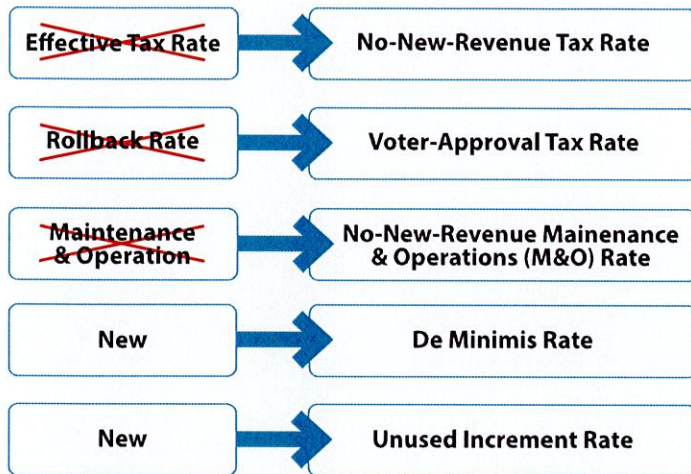 Effective Tax Rate
No-New-Revenue Tax Rate
Rollback Rate
Voter-Approval Tax Rate
Maintenance
& Operation
No-New-Revenue Mainenance
& Operations (M&O) Rate
New
De Minimis Rate
New
Unused Increment Rate